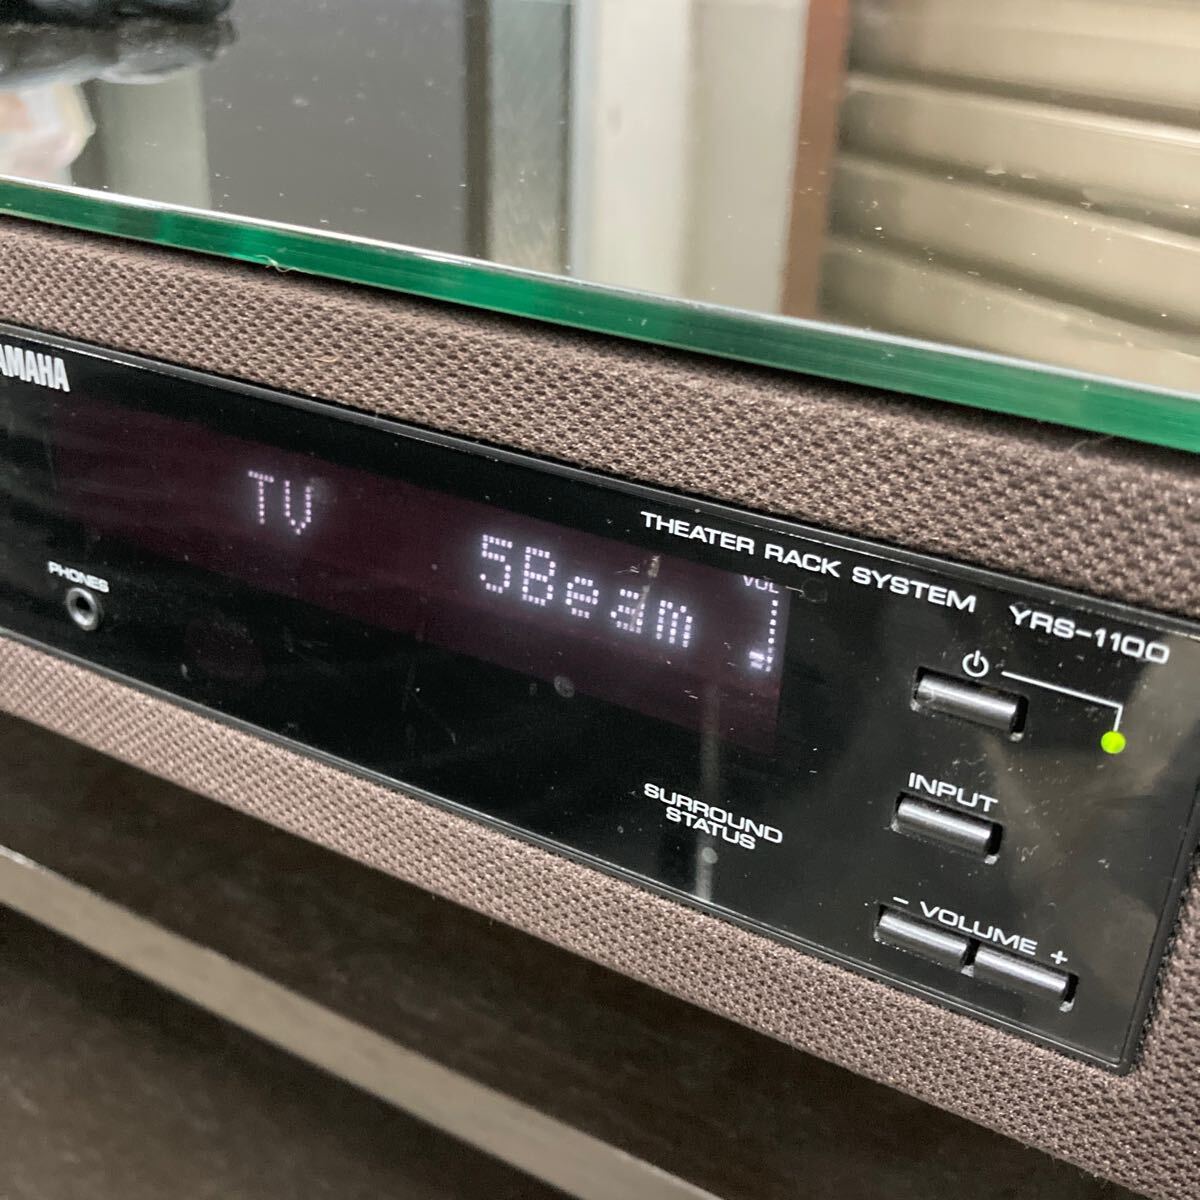 YAMAHA
THEATER RACK SYSTEM YRS-1100
TV 5Beam
VOL
PHONES
INPUT
SURROUND
STATUS
- VOLUME +